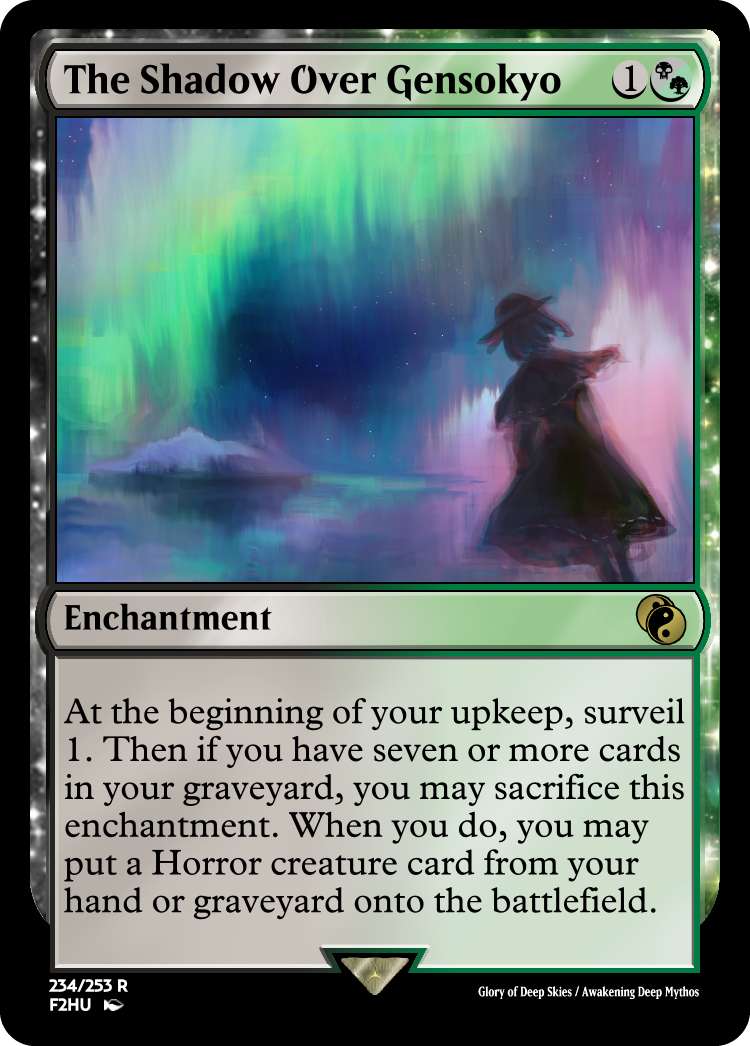 The Shadow Over Gensokyo 1
Enchantment
At the beginning of your upkeep, surveil
1. Then if you have seven or more cards
in your graveyard, you may sacrifice this
enchantment. When you do, you may
put a Horror creature card from your
hand or graveyard onto the battlefield.
234/253 R
F2HU
Glory of Deep Skies / Awakening Deep Mythos